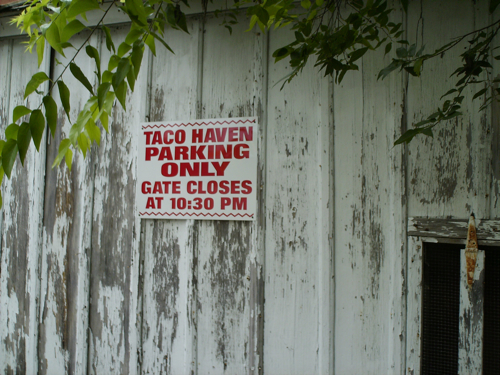 TACO HAVEN
PARKING
ONLY
GATE CLOSES
AT 10:30 PM